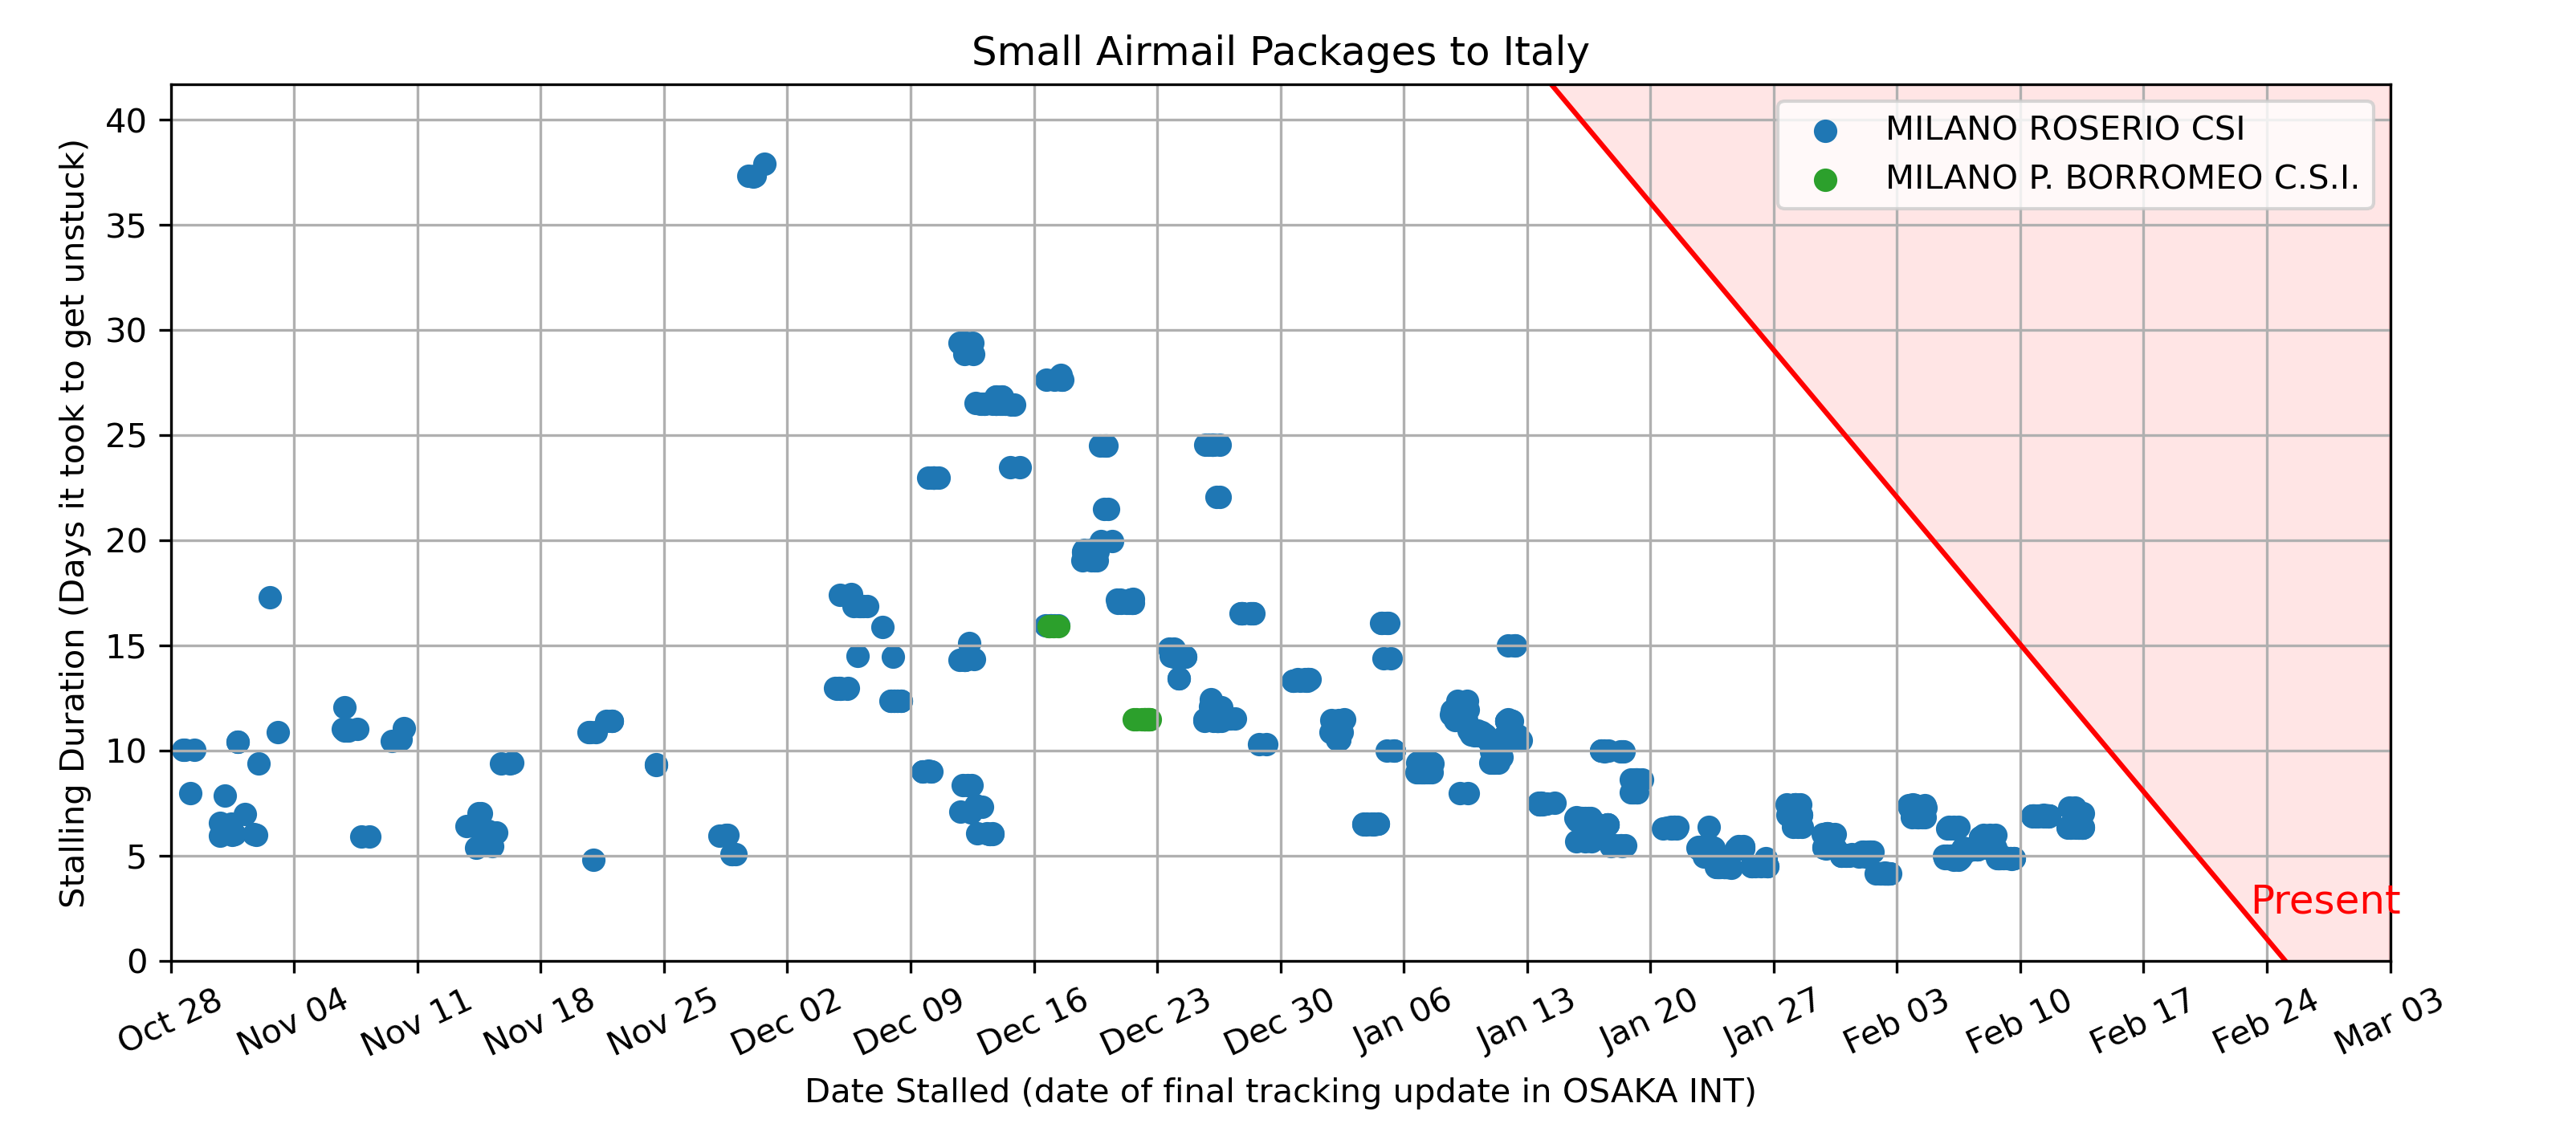 Small Airmail Packages to Italy
Stalling Duration (Days it took to get unstuck)
40
35
30
25
20
15
10
5
0
MILANO ROSERIO CSI
MILANO P. BORROMEO C.S.I.
Present
Oct 28
Nov 04
Nov 11
Nov 18
Nov 25
Dec 02
Dec 09
Dec 16
Dec 23
Dec 30
Jan 06
Jan 13
Jan 20
Jan 27
Feb 03
Feb 10
Feb 17
Feb 24
Mar 03
Date Stalled (date of final tracking update in OSAKA INT)